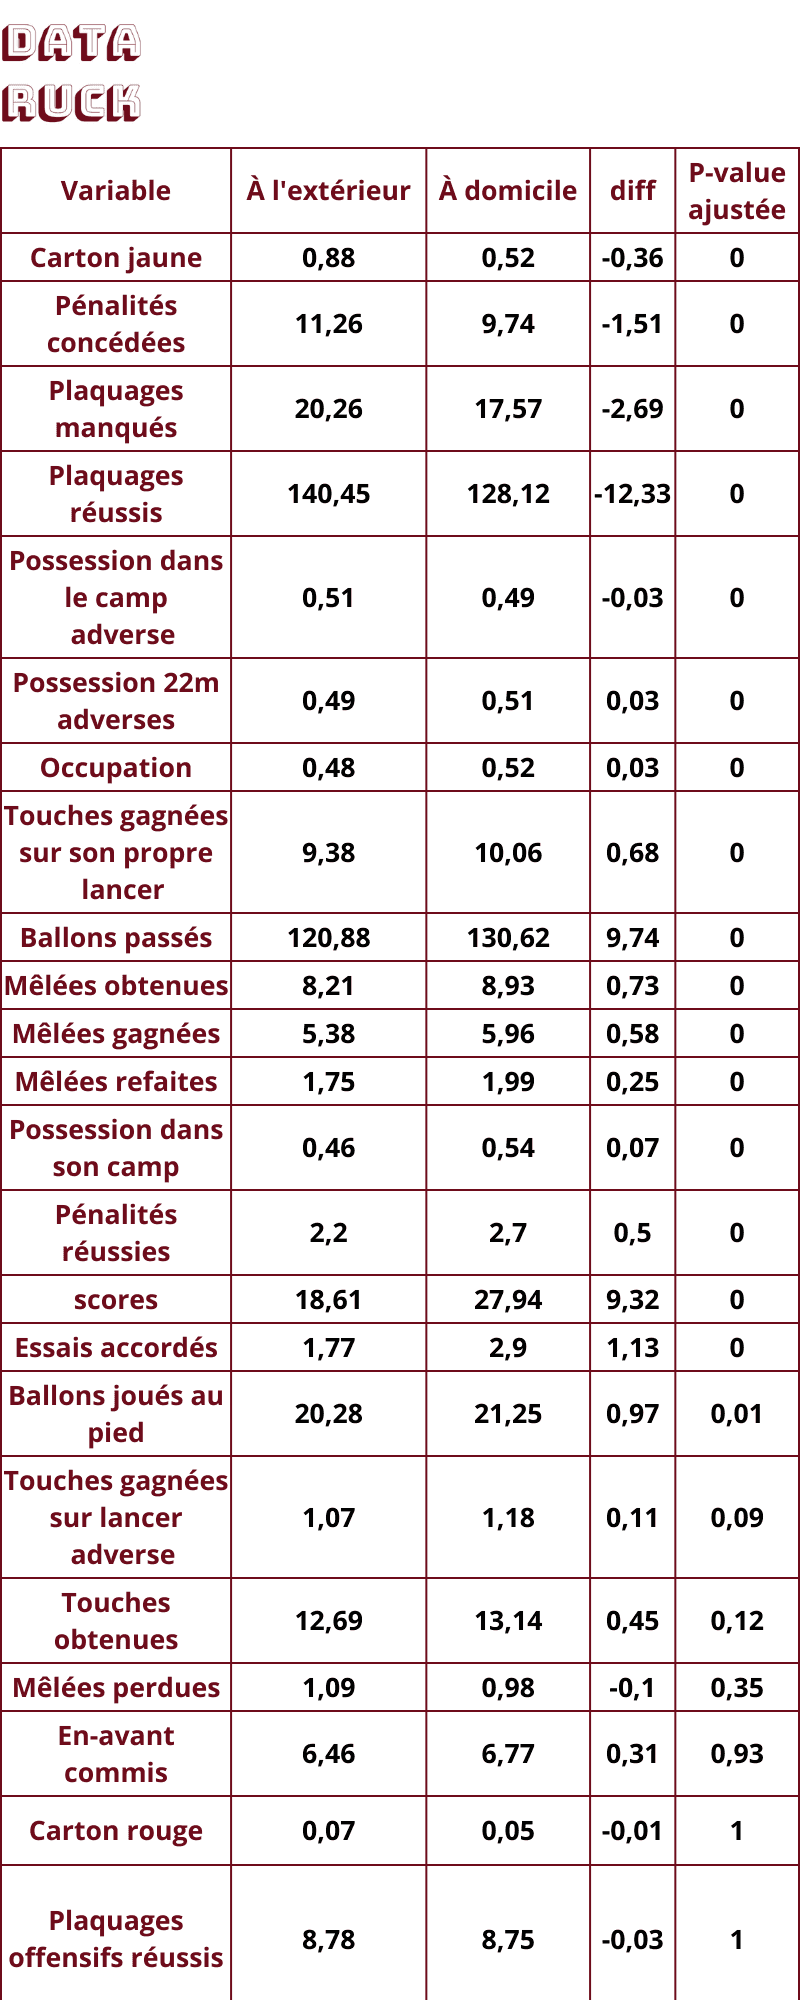 DATA
RUCK
Variable À l'extérieur À domicile diff P-value ajustée
Carton jaune 0,88 0,52 -0,36 0
Pénalités concédées 11,26 9,74 -1,51 0
Plaquages manqués 20,26 17,57 -2,69 0
Plaquages réussis 140,45 128,12 -12,33 0
Possession dans le camp adverse 0,51 0,49 -0,03 0
Possession 22m adverses 0,49 0,51 0,03 0
Occupation 0,48 0,52 0,03 0
Touches gagnées sur son propre lancer 9,38 10,06 0,68 0
Ballons passés 120,88 130,62 9,74 0
Mêlées obtenues 8,21 8,93 0,73 0
Mêlées gagnées 5,38 5,96 0,58 0
Mêlées refaites 1,75 1,99 0,25 0
Possession dans son camp 0,46 0,54 0,07 0
Pénalités réussies 2,2 2,7 0,5 0
scores 18,61 27,94 9,32 0
Essais accordés 1,77 2,9 1,13 0
Ballons joués au pied 20,28 21,25 0,97 0,01
Touches gagnées sur lancer adverse 1,07 1,18 0,11 0,09
Touches obtenues 12,69 13,14 0,45 0,12
Mêlées perdues 1,09 0,98 -0,1 0,35
En-avant commis 6,46 6,77 0,31 0,93
Carton rouge 0,07 0,05 -0,01 1
Plaquages offensifs réussis 8,78 8,75 -0,03 1